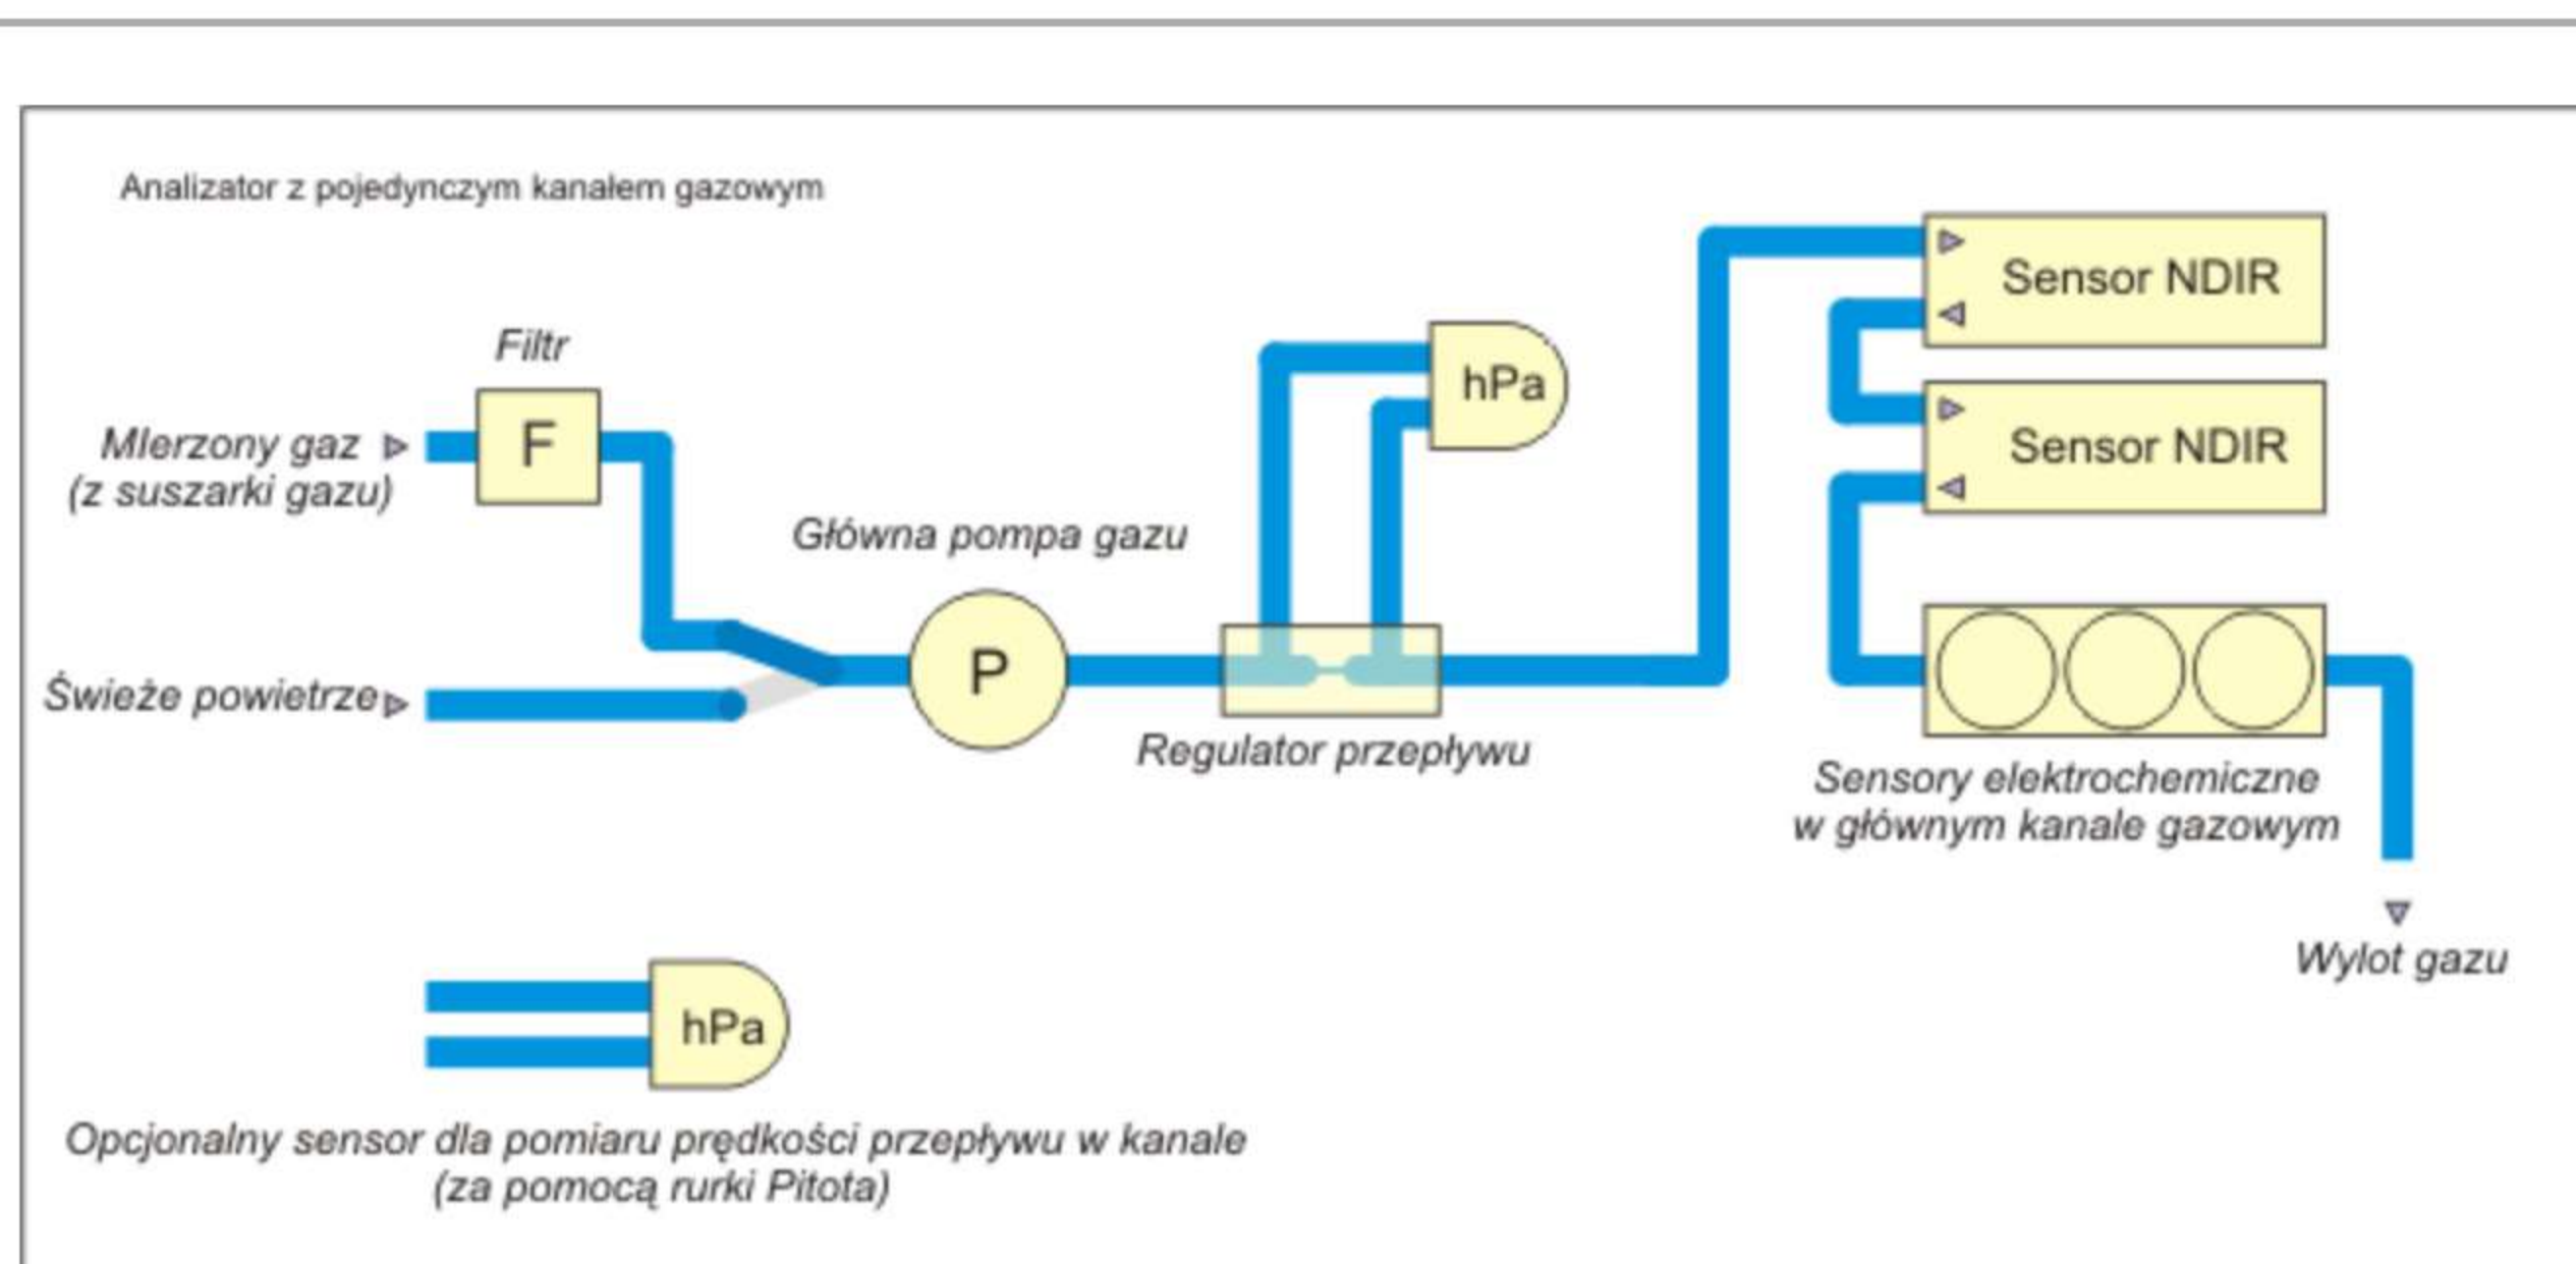 Analizator z pojedynczym kanałem gazowym
Filtr
F
MIerzony gaz
(z suszarki gazu)
Świeże powietrze
Główna pompa gazu
P
hPa
Regulator przepływu
Sensor NDIR
Sensor NDIR
Sensory elektrochemiczne
w głównym kanale gazowym
Wylot gazu
hPa
Opcjonalny sensor dla pomiaru prędkości przepływu w kanale
(za pomocą rurki Pitota)